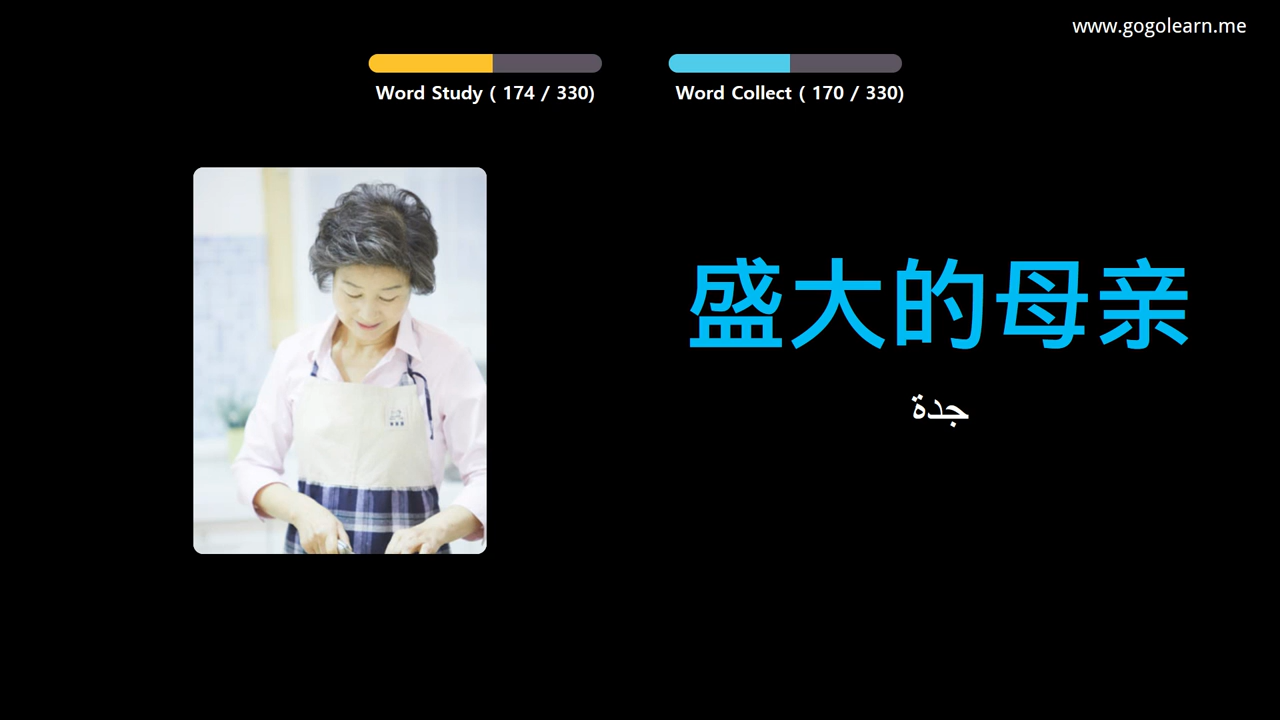 www.gogolearn.me
Word Study ( 174 / 330)
Word Collect ( 170 / 330)
盛大的母亲
جدة